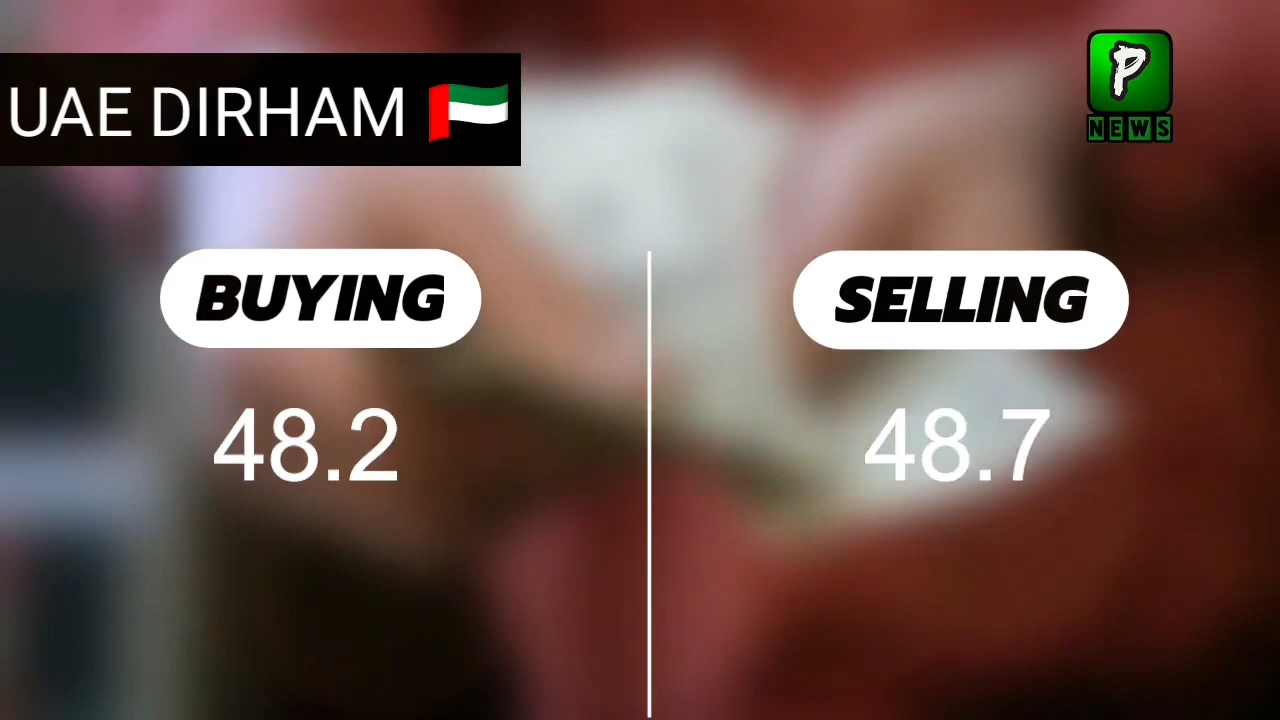 UAE DIRHAM 🇦🇪
P
NEWS
BUYING
SELLING
48.2
48.7